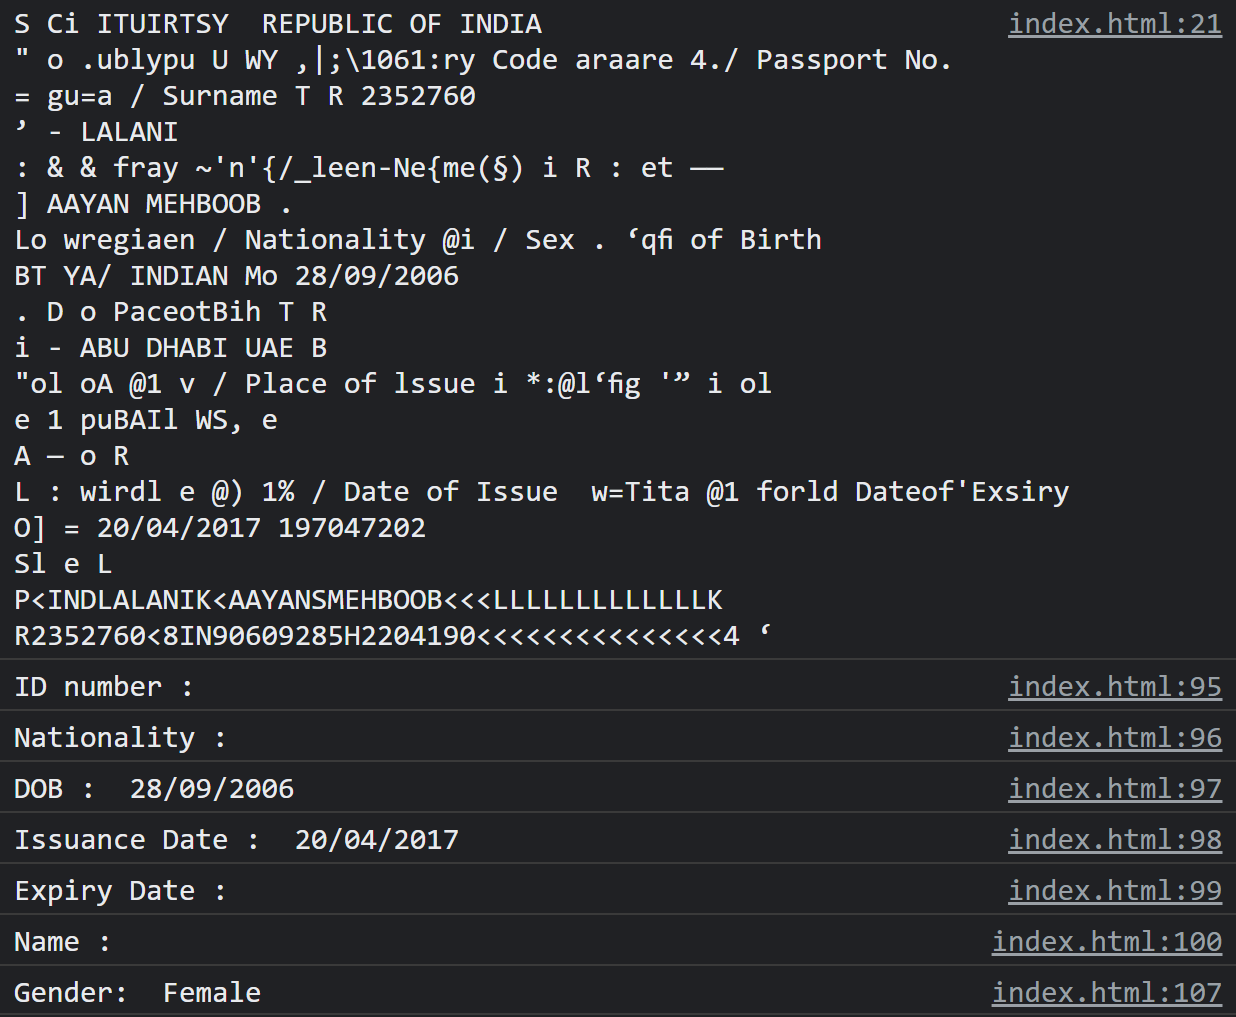 S Ci ITUIRTSY  REPUBLIC OF INDIA index.html:21
" o .ublypu U WY ,|;\1061:ry Code araare 4./ Passport No.
= gu=a / Surname T R 2352760
’ - LALANI
: & & fray ~'n'{/_leen-Ne{me(§) i R : et ——
] AAYAN MEHBOOB .
Lo wregiaen / Nationality @i / Sex . ‘qfi of Birth
BT YA/ INDIAN Mo 28/09/2006
. D o PaceotBih T R
i - ABU DHABI UAE B
"ol oA @1 v / Place of lssue i *:@l‘fig '” i ol
e 1 puBAIl WS, e
A — o R
L : wirdl e @) 1% / Date of Issue  w=Tita @1 forld Dateof'Exsiry
O] = 20/04/2017 197047202
Sl e L
P<INDLALANIK<AAYANSMEHBOOB<<<LLLLLLLLLLLLLK
R2352760<8IN90609285H2204190<<<<<<<<<<<<<<<4 ‘
ID number : index.html:95
Nationality : index.html:96
DOB :  28/09/2006 index.html:97
Issuance Date :  20/04/2017 index.html:98
Expiry Date : index.html:99
Name : index.html:100
Gender:  Female index.html:107